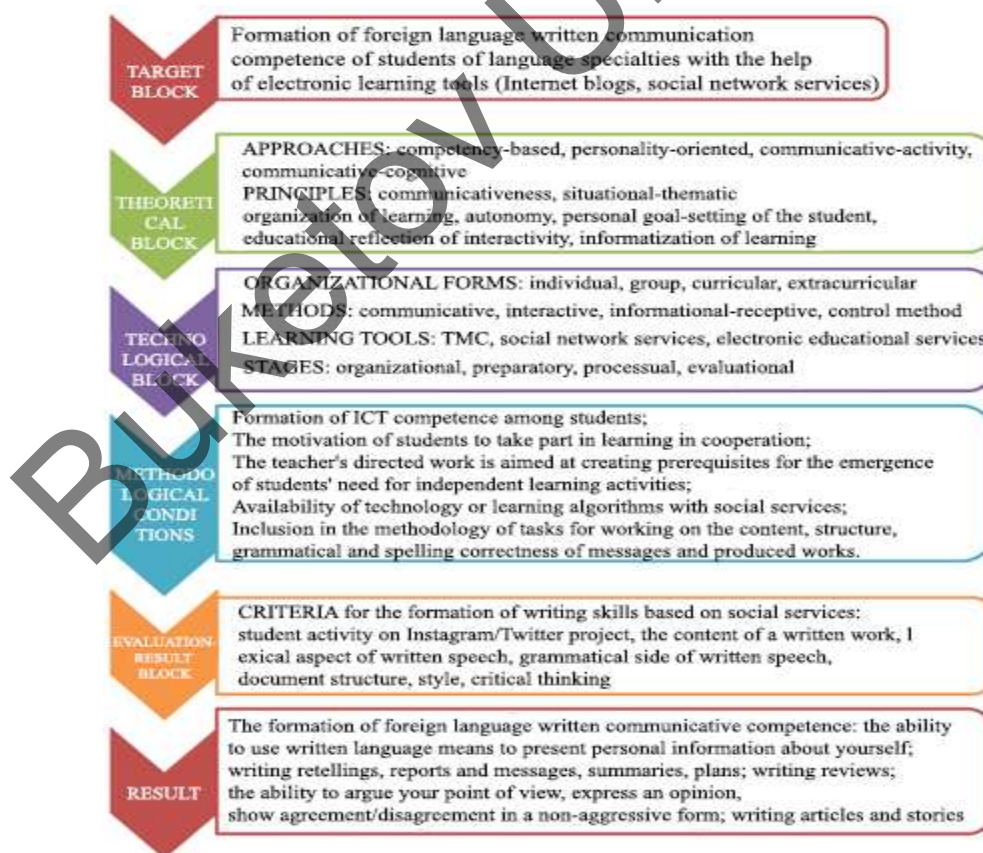 TARGET
BLOCK
Formation of foreign language written communication
competence of students of language specialties with the help
of electronic learning tools (Internet blogs, social network services)
THEORETI
CAL
BLOCK
APPROACHES: competency-based, personality-oriented, communicative-activity,
communicative-cognitive
PRINCIPLES: communicativeness, situational-thematic
organization of learning, autonomy, personal goal-setting of the student,
educational reflection of interactivity, informatization of learning
TECHNO
LOGICAL
BLOCK
ORGANIZATIONAL FORMS: individual, group, curricular, extracurricular
METHODS: communicative, interactive, informational-receptive, control method
LEARNING TOOLS: TMC, social network services, electronic educational services
STAGES: organizational, preparatory, processual, evaluational
METHODO
LOGICAL
CONDI
TIONS
Formation of ICT competence among students;
The motivation of students to take part in learning in cooperation;
The teacher's directed work is aimed at creating prerequisites for the emergence
of students' need for independent learning activities;
Availability of technology or learning algorithms with social services;
Inclusion in the methodology of tasks for working on the content, structure,
grammatical and spelling correctness of messages and produced works.
EVALUATION-
RESULT
BLOCK
CRITERIA for the formation of writing skills based on social services:
student activity on Instagram/Twitter project, the content of a written work, l
exical aspect of written speech, grammatical side of written speech,
document structure, style, critical thinking
RESULT
The formation of foreign language written communicative competence: the ability
to use written language means to present personal information about yourself;
writing retellings, reports and messages, summaries, plans; writing reviews;
the ability to argue your point of view, express an opinion,
show agreement/disagreement in a non-aggressive form; writing articles and stories
Buketov U